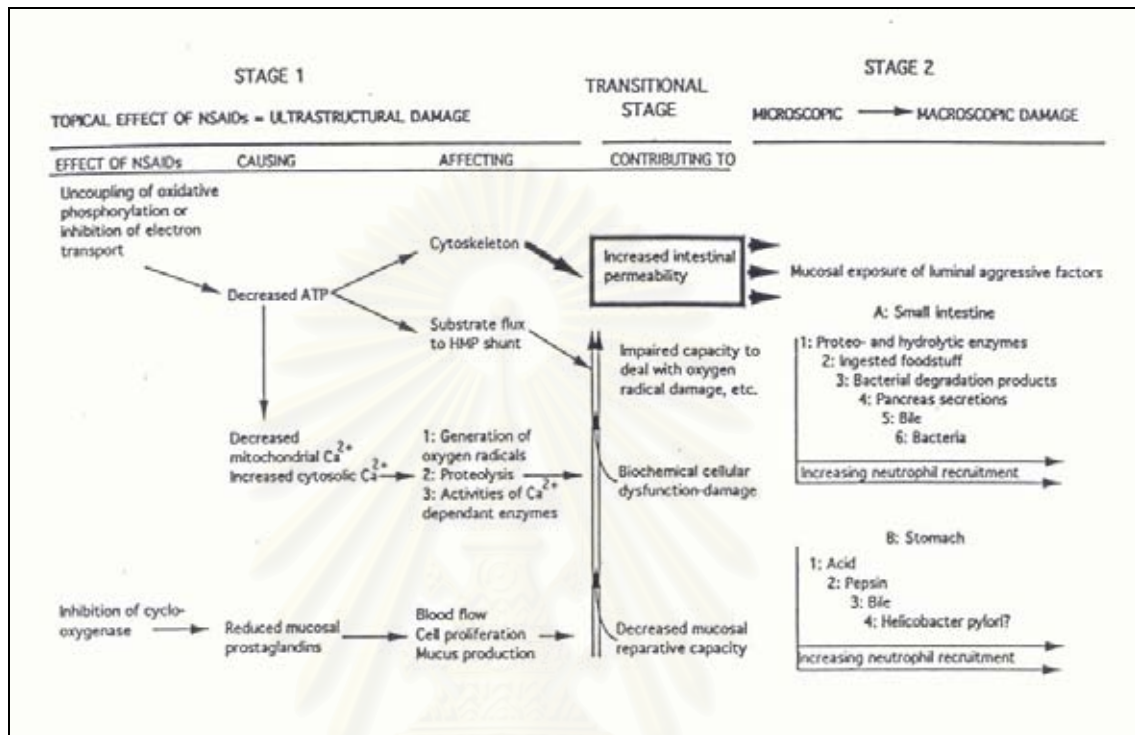 STAGE 1
TOPICAL EFFECT OF NSAIDs = ULTRASTRUCTURAL DAMAGE
TRANSITIONAL
STAGE
STAGE 2
MICROSCOPIC
MACROSCOPIC DAMAGE
EFFECT OF NSAIDs
CAUSING
AFFECTING
CONTRIBUTING TO
Uncoupling of oxidative
phosphorylation or
inhibition of electron
transport
Decreased ATP
Cytoskeleton
Substrate flux
to HMP shunt
Increased intestinal
permeability
Mucosal exposure of luminal aggressive factors
A: Small intestine
1: Proteo- and hydrolytic enzymes
2: Ingested foodstuff
3: Bacterial degradation products
4: Pancreas secretions
5: Bile
6: Bacteria
Increasing neutrophil recruitment
Impaired capacity to
deal with oxygen
radical damage, etc.
Decreased
mitochondrial Ca2+
Increased cytosolic Ca2+
1: Generation of
oxygen radicals
2: Proteolysis
3: Activities of Ca2+
dependant enzymes
Biochemical cellular
dysfunction-damage
B: Stomach
1: Acid
2: Pepsin
3: Bile
4: Helicobacter pylori?
Increasing neutrophil recruitment
Inhibition of cyclo-
oxygenase
Reduced mucosal
prostaglandins
Blood flow
Cell proliferation
Mucus production
Decreased mucosal
reparative capacity